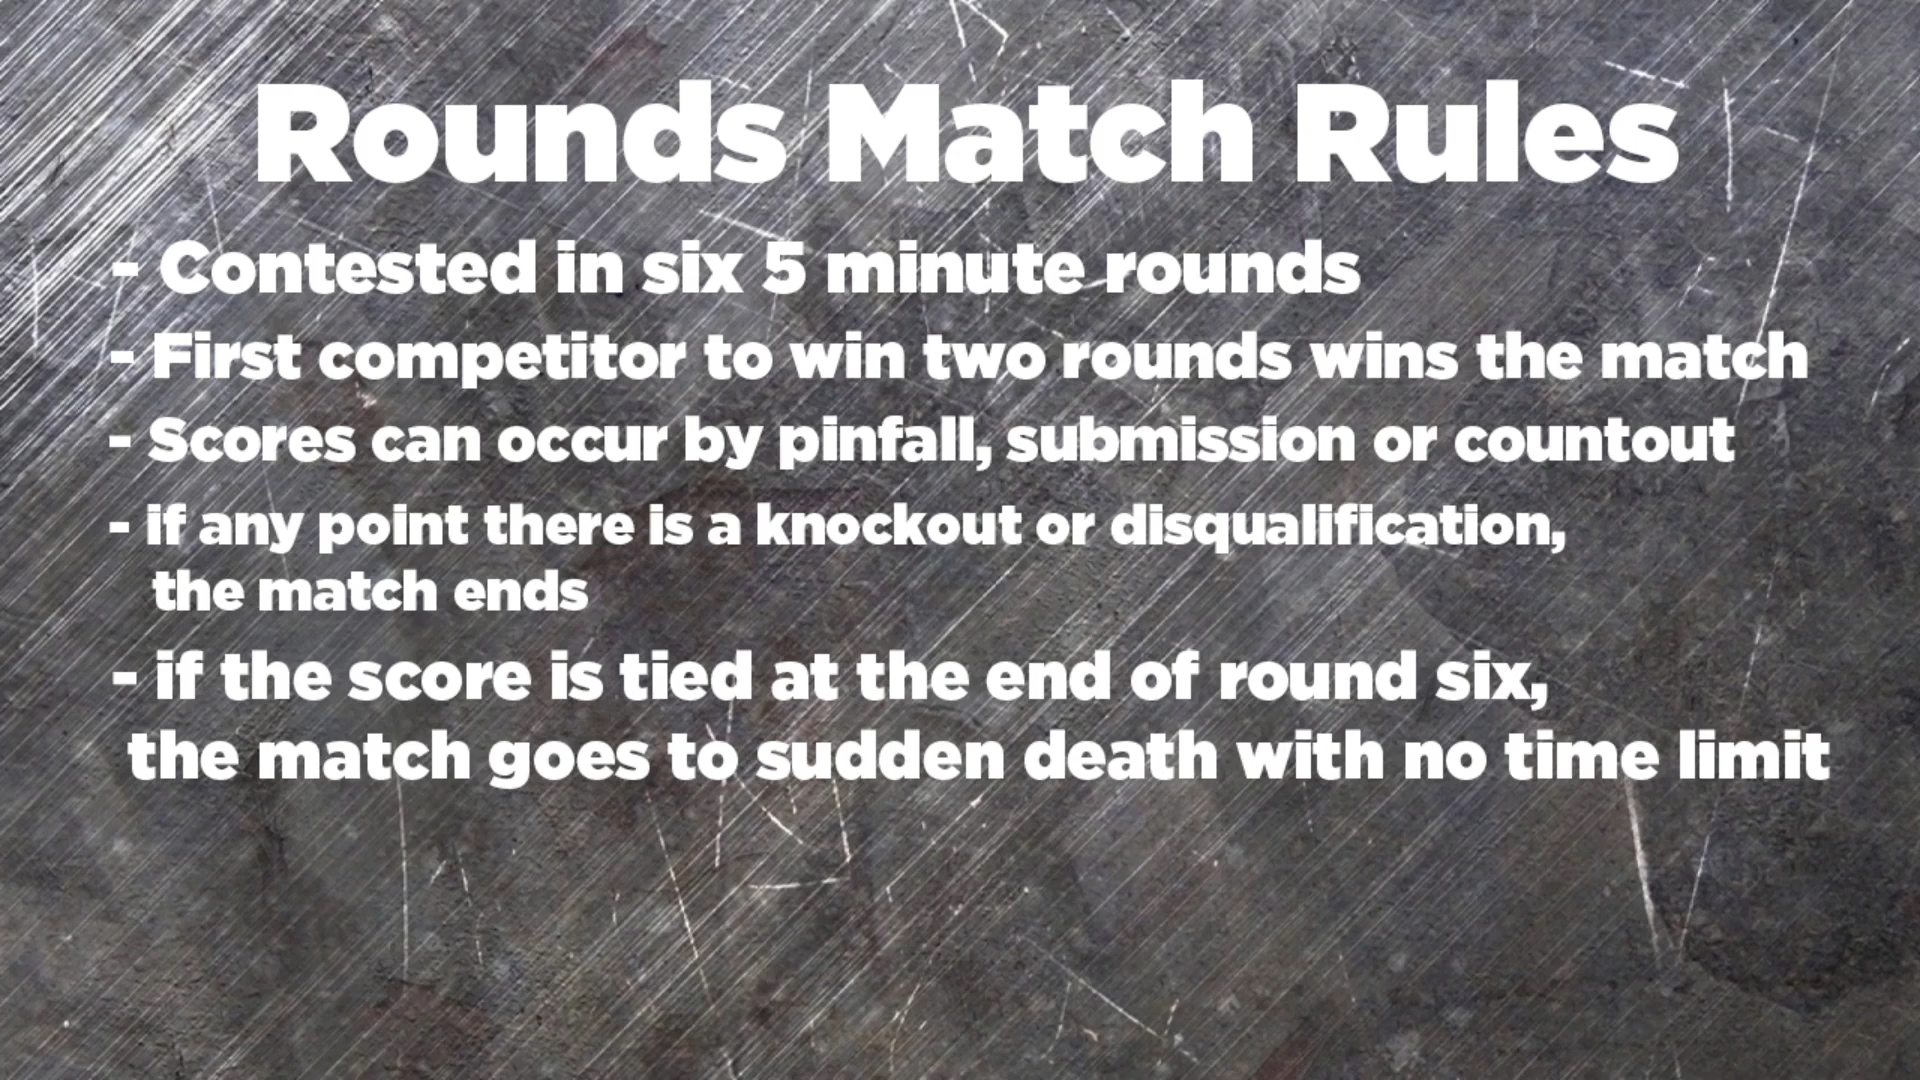 Rounds Match Rules
- Contested in six 5 minute rounds
- First competitor to win two rounds wins the match
- Scores can occur by pinfall, submission or countout
- if any point there is a knockout or disqualification,
the match ends
- if the score is tied at the end of round six,
the match goes to sudden death with no time limit